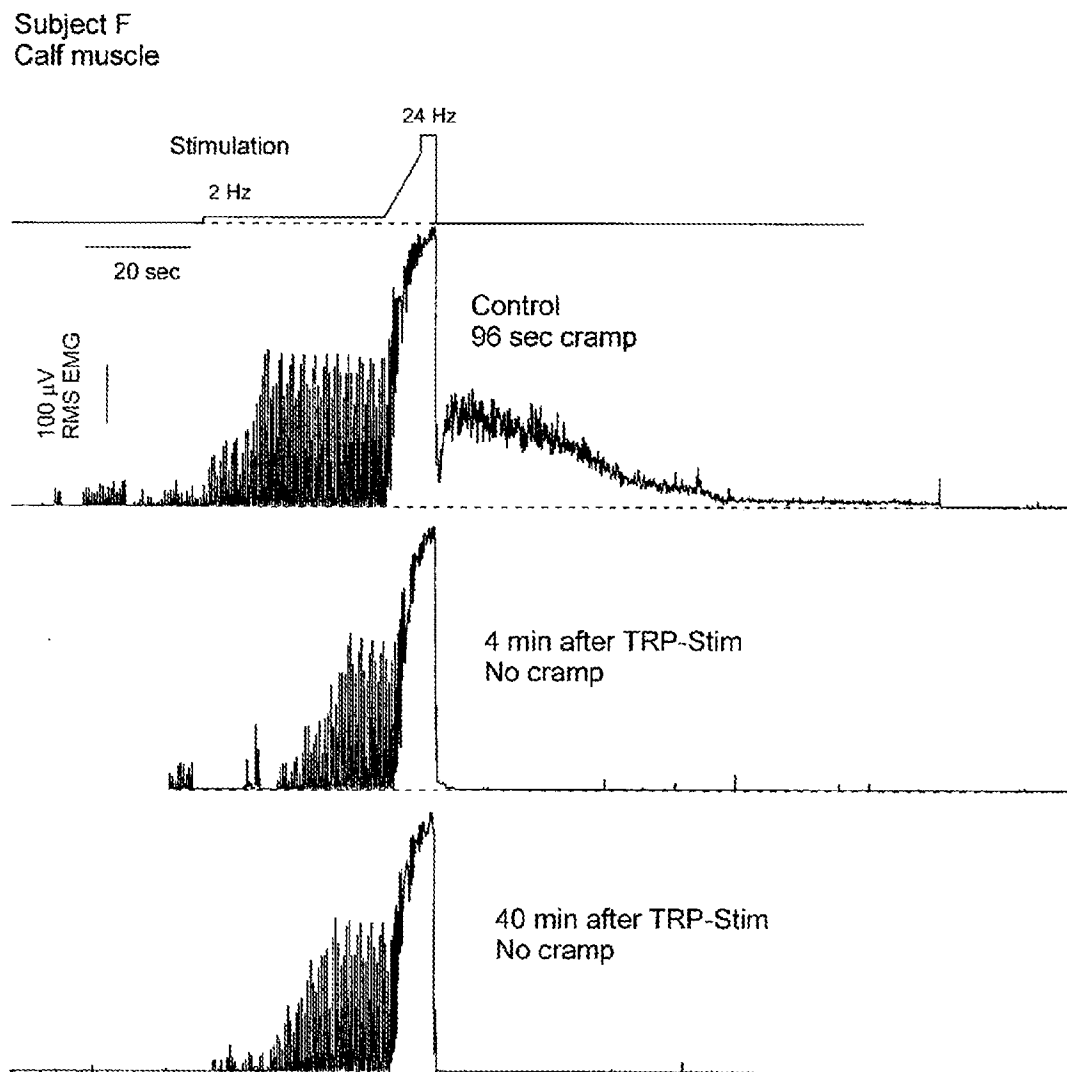 Subject F
Calf muscle
24 Hz
Stimulation
2 Hz
20 sec
Control
96 sec cramp
100 µV
RMS EMG
4 min after TRP-Stim
No cramp
40 min after TRP-Stim
No cramp